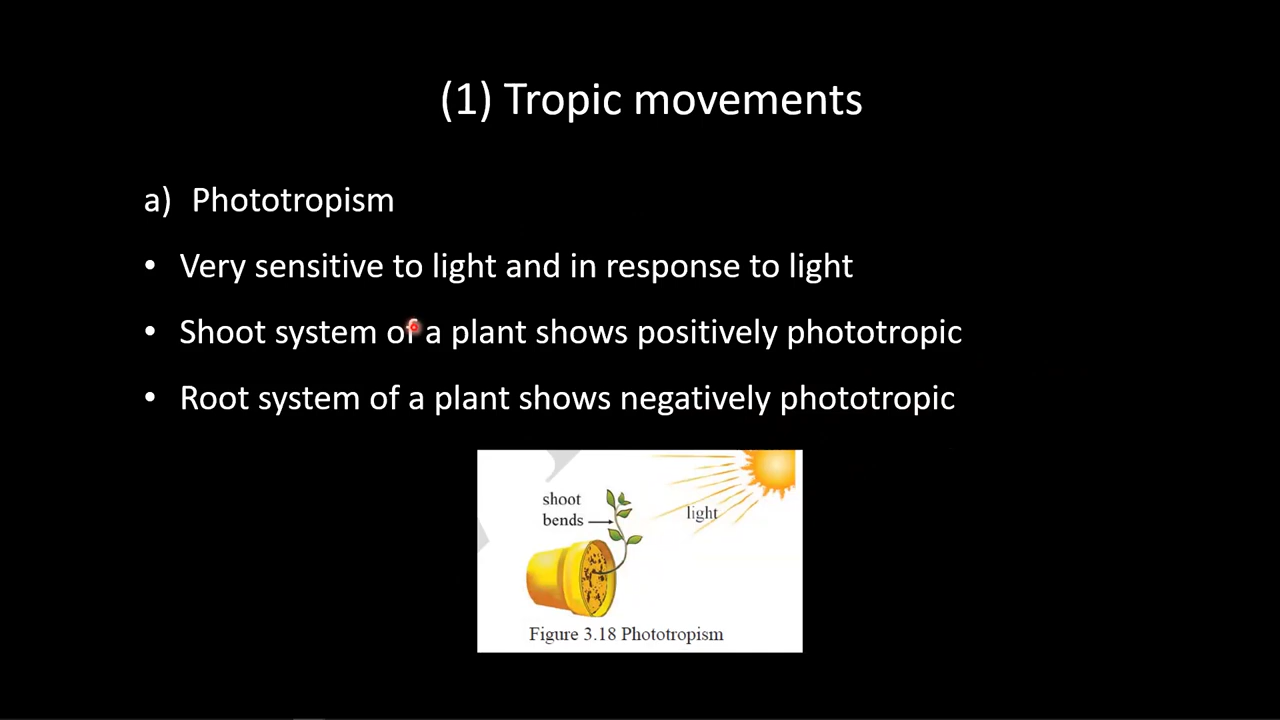 (1) Tropic movements
a) Phototropism
• Very sensitive to light and in response to light
• Shoot system of a plant shows positively phototropic
• Root system of a plant shows negatively phototropic
shoot
bends
light
Figure 3.18 Phototropism